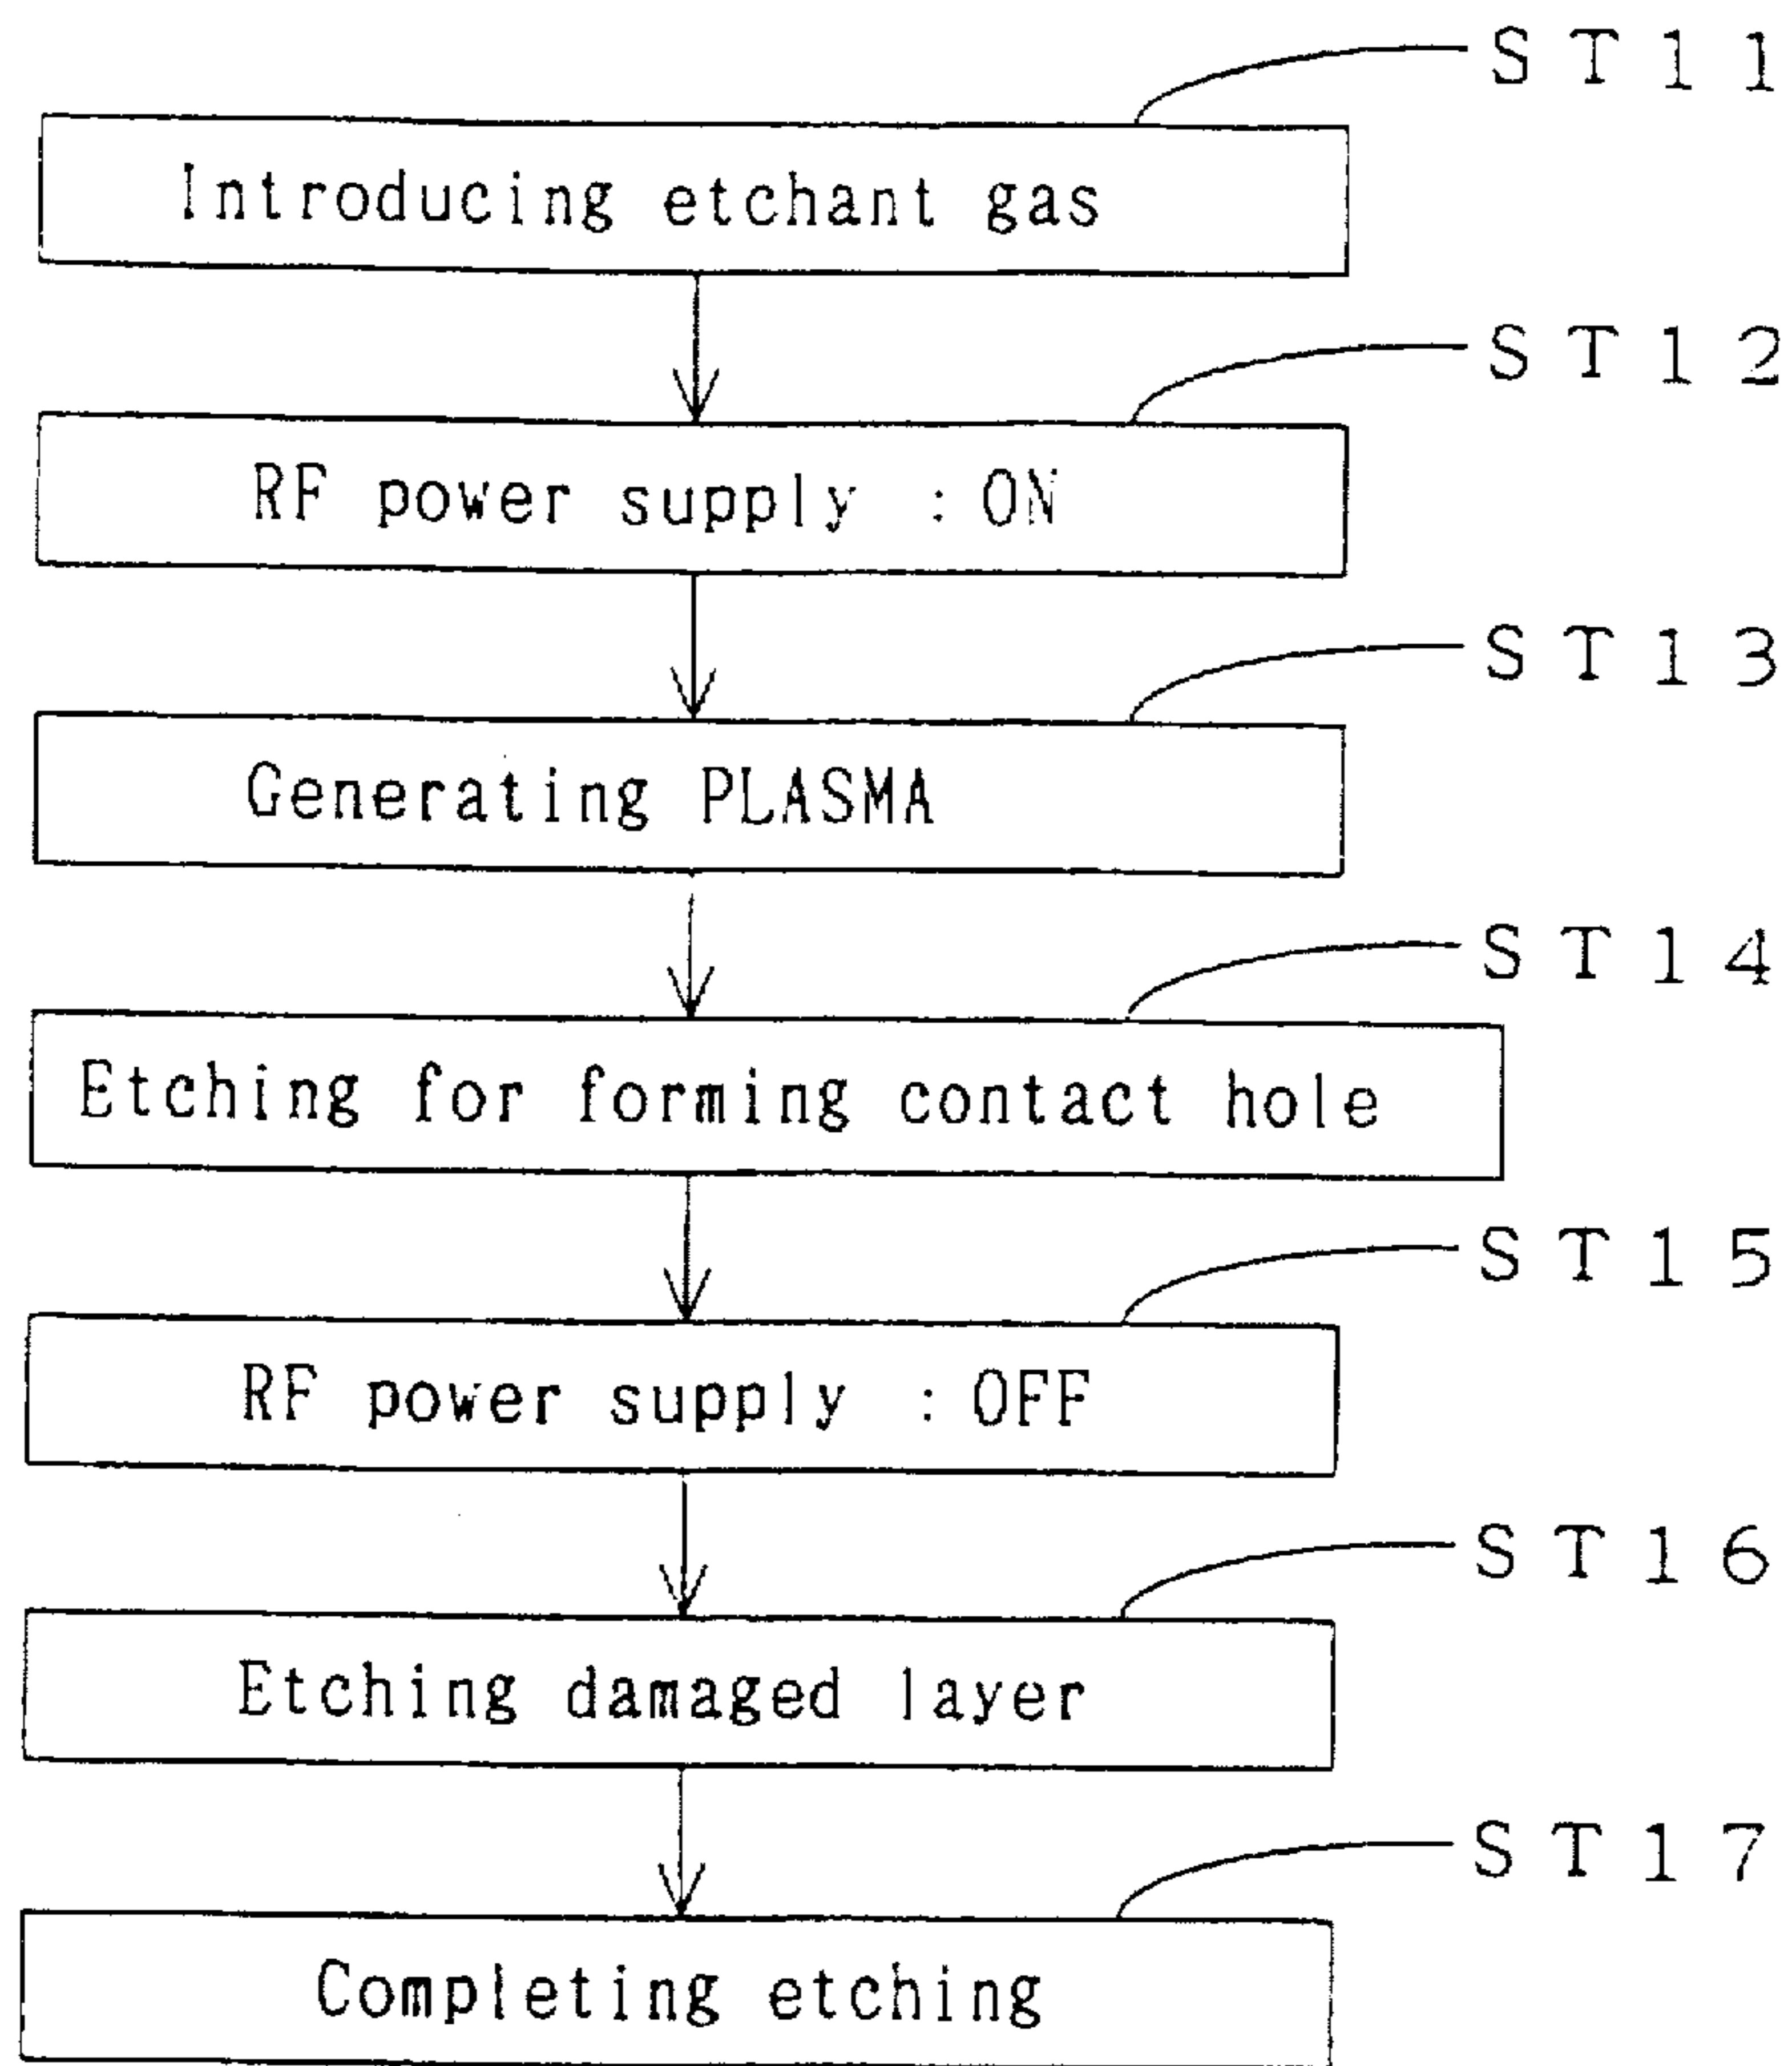 ST11
Introducing etchant gas
ST12
RF power supply : ON
ST13
Generating PLASMA
ST14
Etching for forming contact hole
ST15
RF power supply : OFF
ST16
Etching damaged layer
ST17
Completing etching